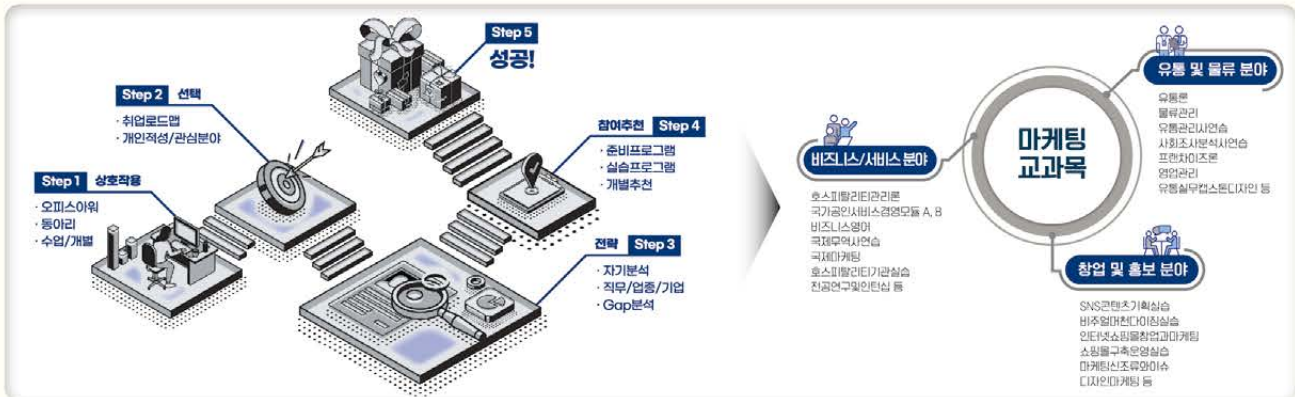 Step 1 상호작용
· 오피스아워
· 동아리
· 수업/개별
Step 2 선택
· 취업로드맵
· 개인적성/관심분야
전략 Step 3
· 자기분석
· 직무/업종/기업
· Gap분석
참여추천 Step 4
· 준비프로그램
· 실습프로그램
· 개별추천
Step 5
성공!
마케팅
교과목
비즈니스/서비스 분야
호스피탈리티관리론
국가공인서비스경영모듈 A, B
비즈니스영어
국제무역사연습
국제마케팅
호스피탈리티기관실습
전공연구및인턴십 등
유통 및 물류 분야
유통론
물류관리
유통관리사연습
사회조사분석사연습
프랜차이즈론
영업관리
유통실무캡스톤디자인 등
창업 및 홍보 분야
SNS콘텐츠기획실습
비주얼머천다이징실습
인터넷쇼핑몰창업과마케팅
쇼핑몰구축운영실습
마케팅신조류와이슈
디자인마케팅 등